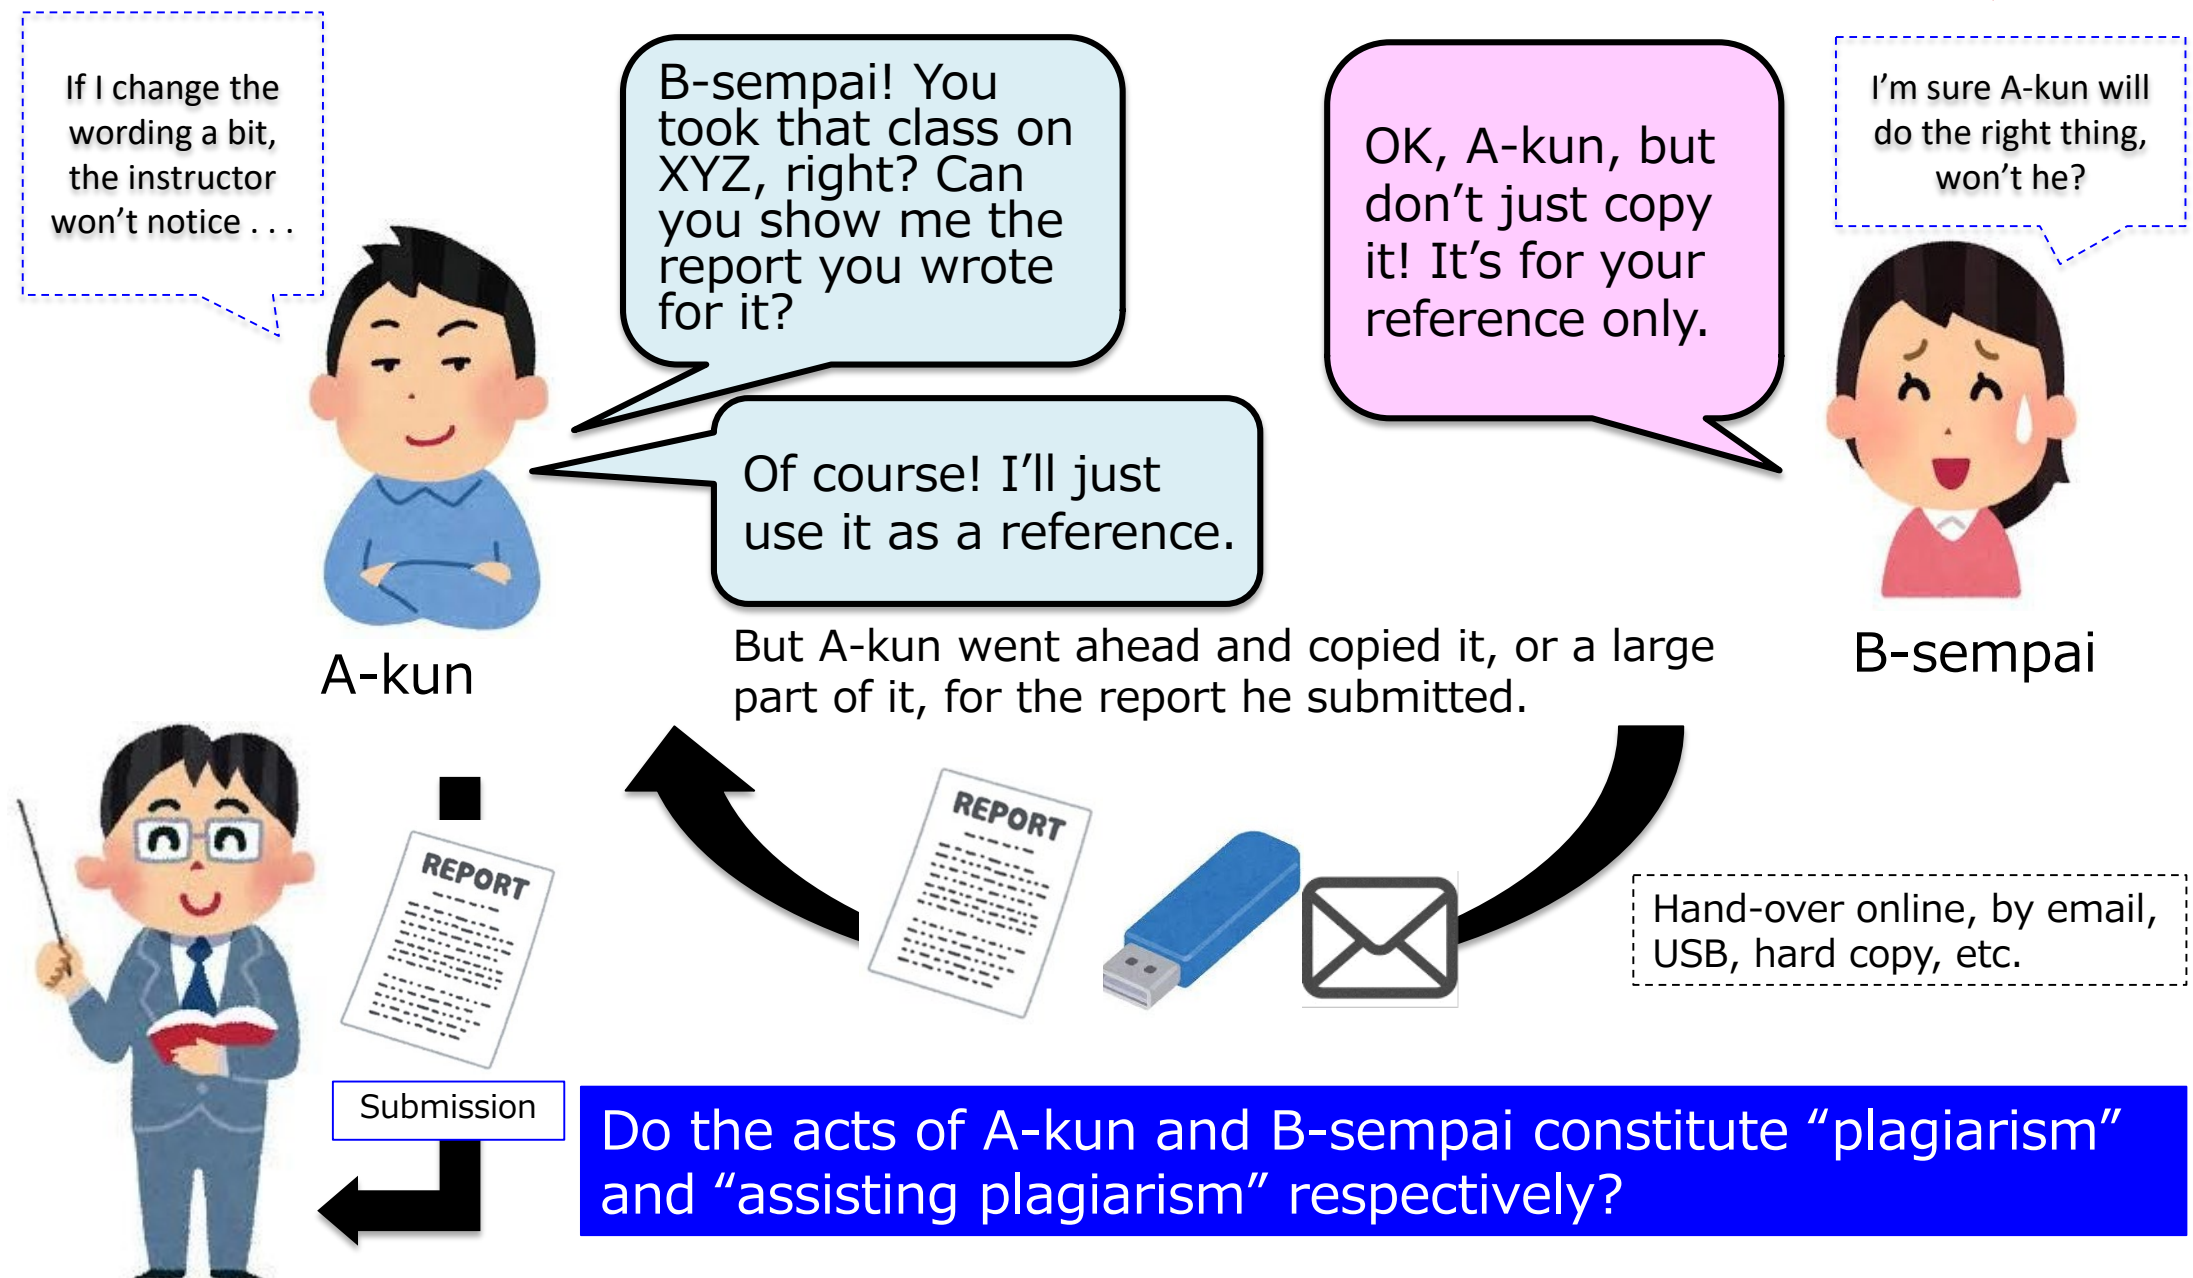 If I change the
wording a bit,
the instructor
won’t notice . . .
B-sempai! You
took that class on
XYZ, right? Can
you show me the
report you wrote
for it?
OK, A-kun, but
don’t just copy
it! It’s for your
reference only.
I’m sure A-kun will
do the right thing,
won’t he?
Of course! I’ll just
use it as a reference.
A-kun
B-sempai
But A-kun went ahead and copied it, or a large
part of it, for the report he submitted.
REPORT
REPORT
Hand-over online, by email,
USB, hard copy, etc.
Submission
Do the acts of A-kun and B-sempai constitute “plagiarism”
and “assisting plagiarism” respectively?